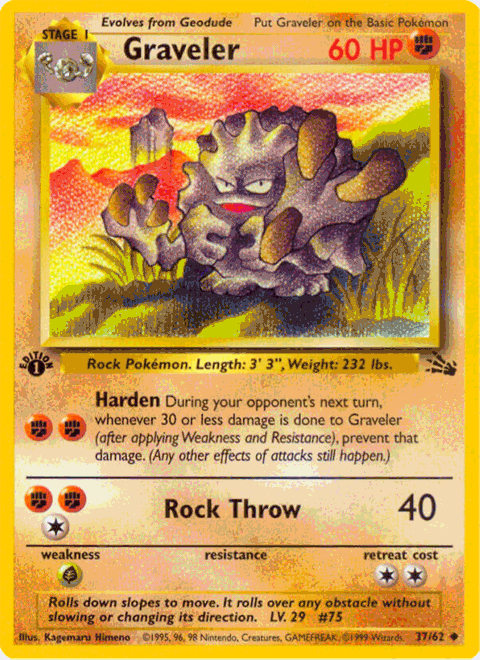 Evolves from Geodude Put Graveler on the Basic Pokémon
STAGE 1
Graveler 60 HP
EDITION
1
Rock Pokémon. Length: 3' 3", Weight: 232 lbs.
Harden During your opponent's next turn,
whenever 30 or less damage is done to Graveler
(after applying Weakness and Resistance), prevent that
damage. (Any other effects of attacks still happen.)
Rock Throw 40
weakness resistance retreat cost
Rolls down slopes to move. It rolls over any obstacle without
slowing or changing its direction. LV. 29 #75
Illus. Kagemaru Himeno ©1995, 96, 98 Nintendo, Creatures, GAMEFREAK. ©1999 Wizards. 37/62